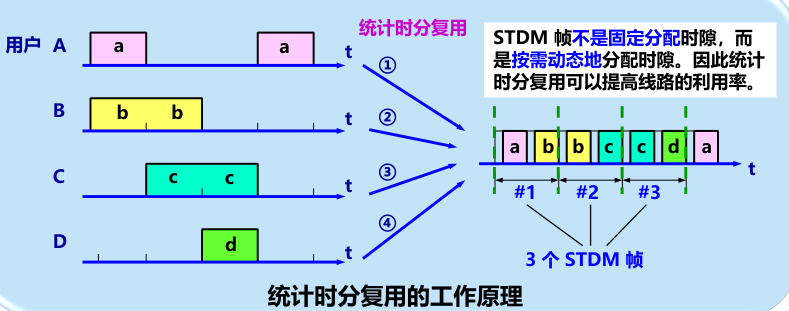 统计时分复用
STDM 帧不是固定分配时隙，而
是按需动态地分配时隙。因此统计
时分复用可以提高线路的利用率。
用户 A a a t
①
B b b t
②
a b b c c d a
t
C c c t
③
#1 #2 #3
④
D d t
3 个 STDM 帧
统计时分复用的工作原理